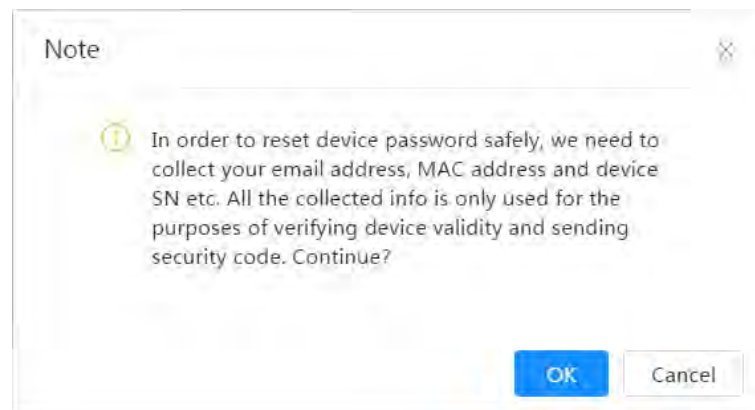 Note
In order to reset device password safely, we need to
collect your email address, MAC address and device
SN etc. All the collected info is only used for the
purposes of verifying device validity and sending
security code. Continue?
OK Cancel